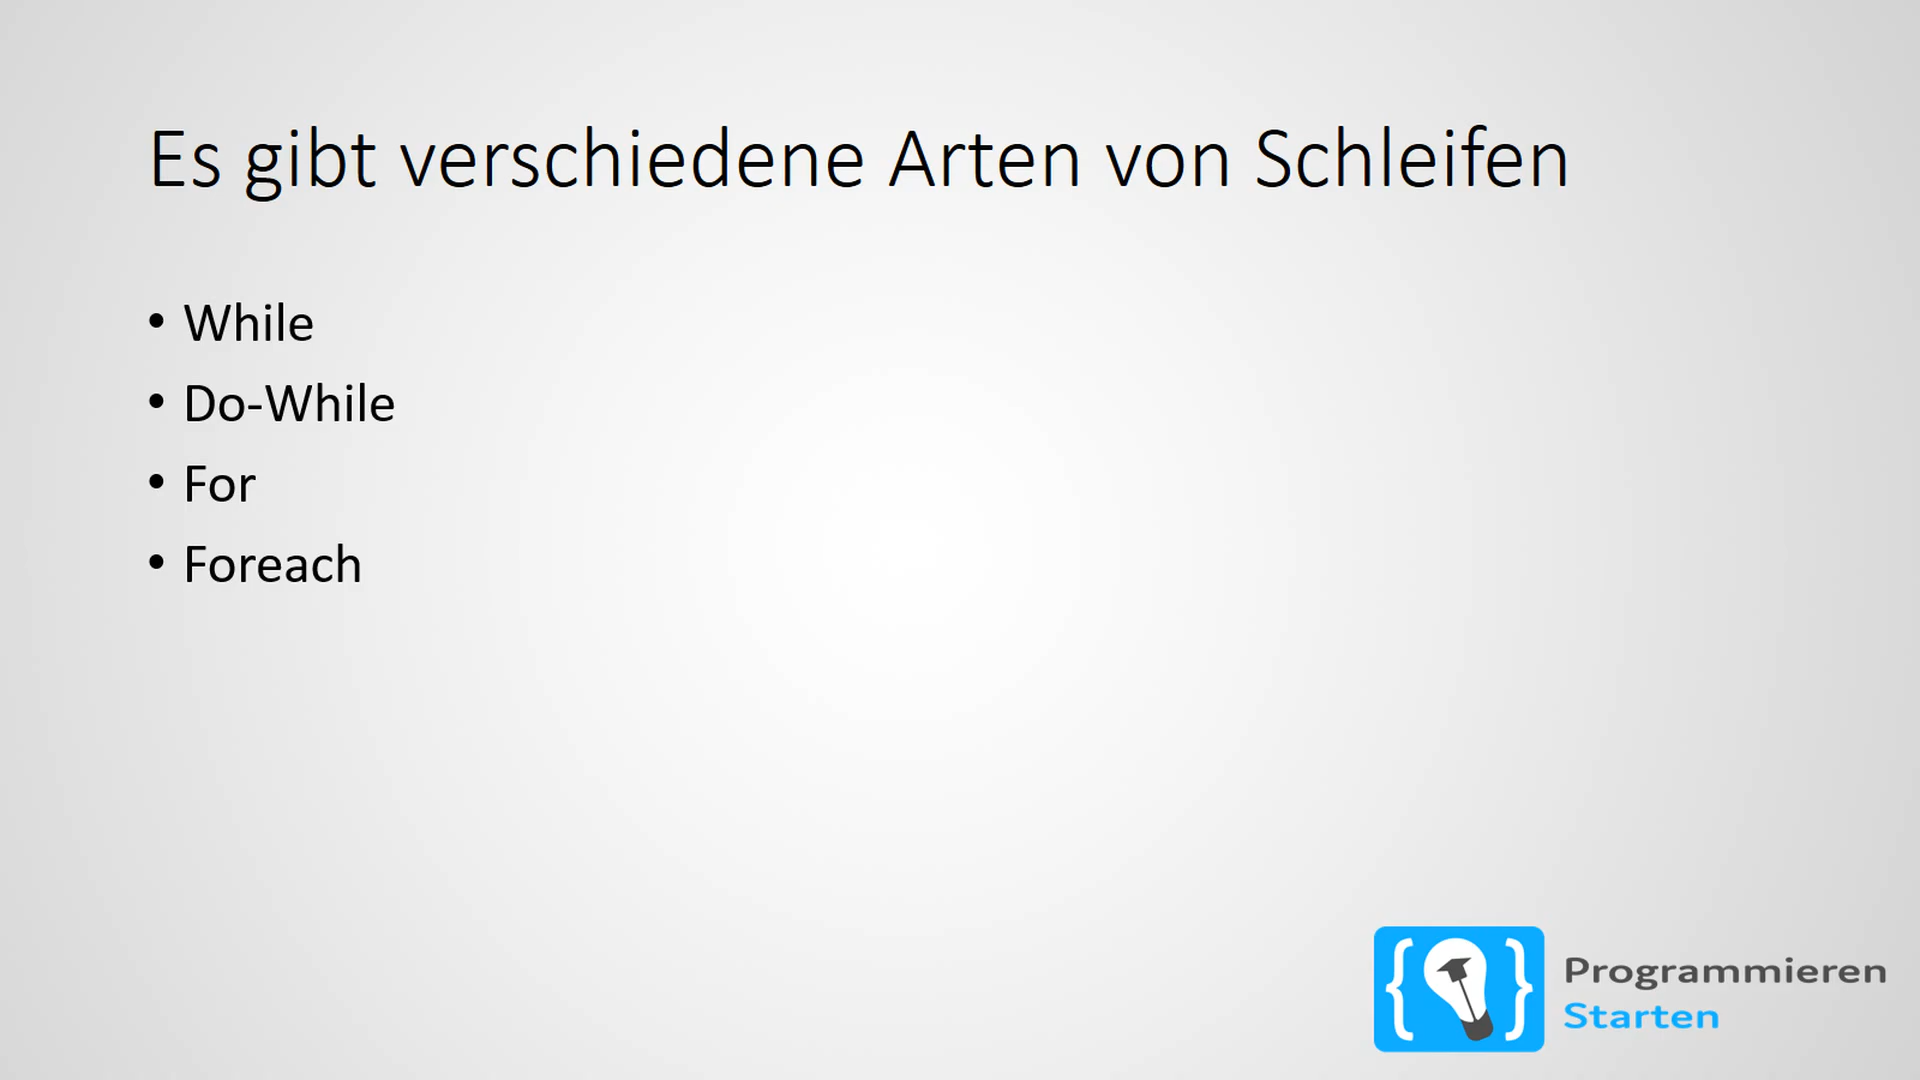 Es gibt verschiedene Arten von Schleifen
• While
• Do-While
• For
• Foreach
Programmieren
Starten